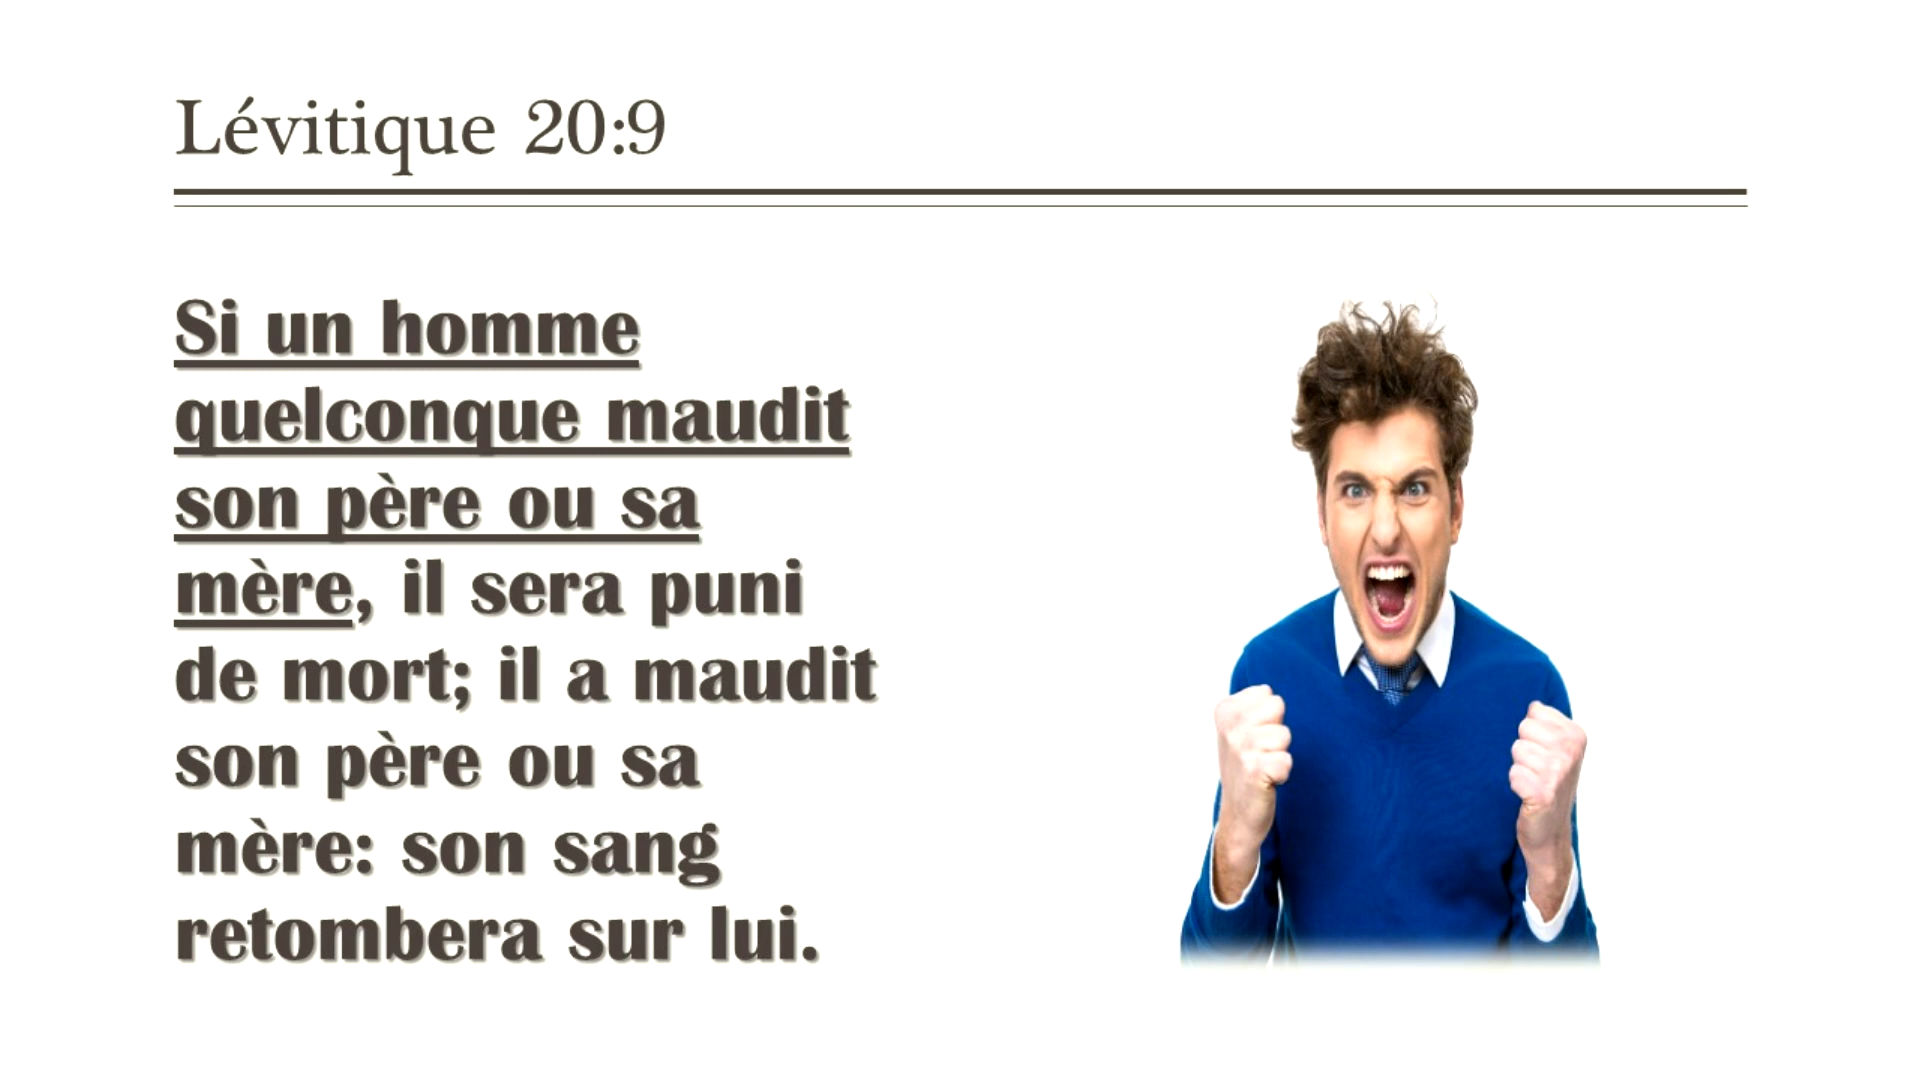 Lévitique 20:9
Si un homme
quelconque maudit
son père ou sa
mère, il sera puni
de mort; il a maudit
son père ou sa
mère: son sang
retombera sur lui.